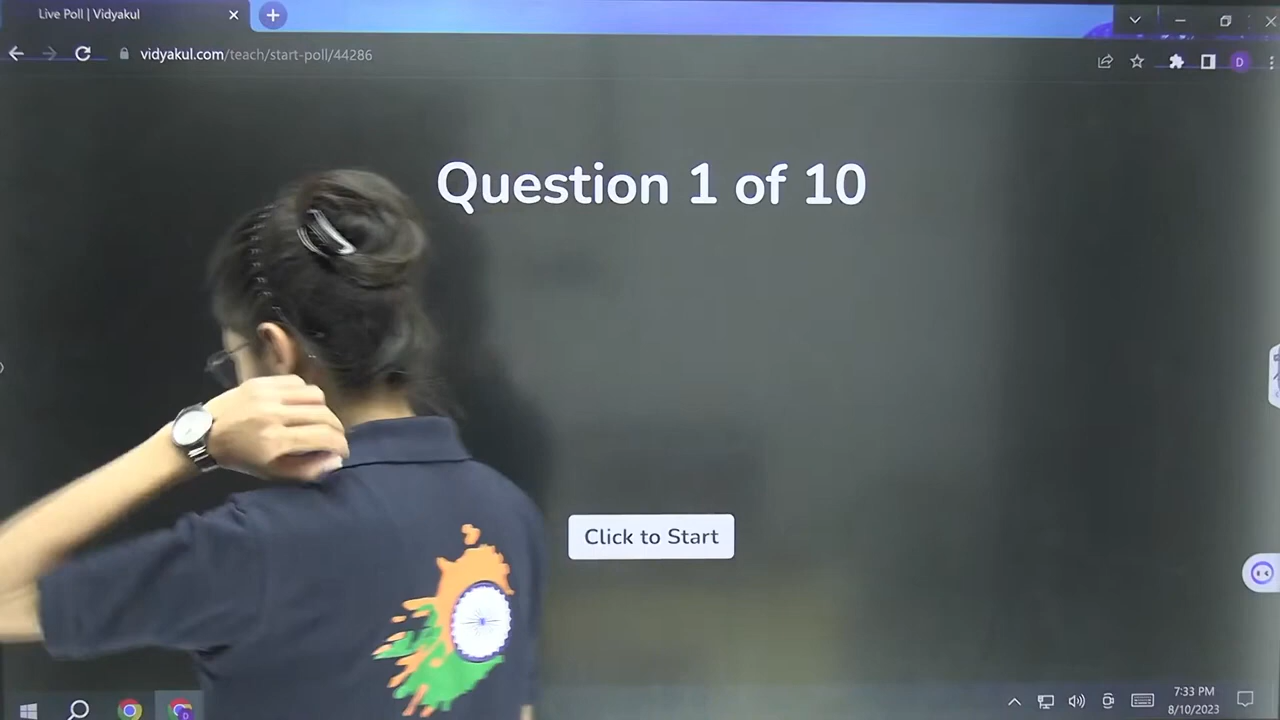 Live Poll | Vidyakul
vidyakul.com/teach/start-poll/44286
D
Question 1 of 10
Click to Start
7:33 PM
8/10/2023